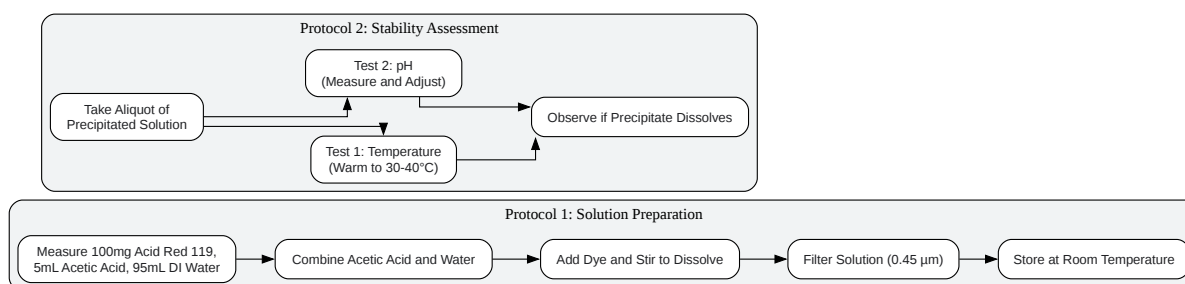 Protocol 2: Stability Assessment
Test 2: pH
(Measure and Adjust)
Take Aliquot of
Precipitated Solution
Observe if Precipitate Dissolves
Test 1: Temperature
(Warm to 30-40°C)
Protocol 1: Solution Preparation
Measure 100mg Acid Red 119,
5mL Acetic Acid, 95mL DI Water
Combine Acetic Acid and Water
Add Dye and Stir to Dissolve
Filter Solution (0.45 µm)
Store at Room Temperature